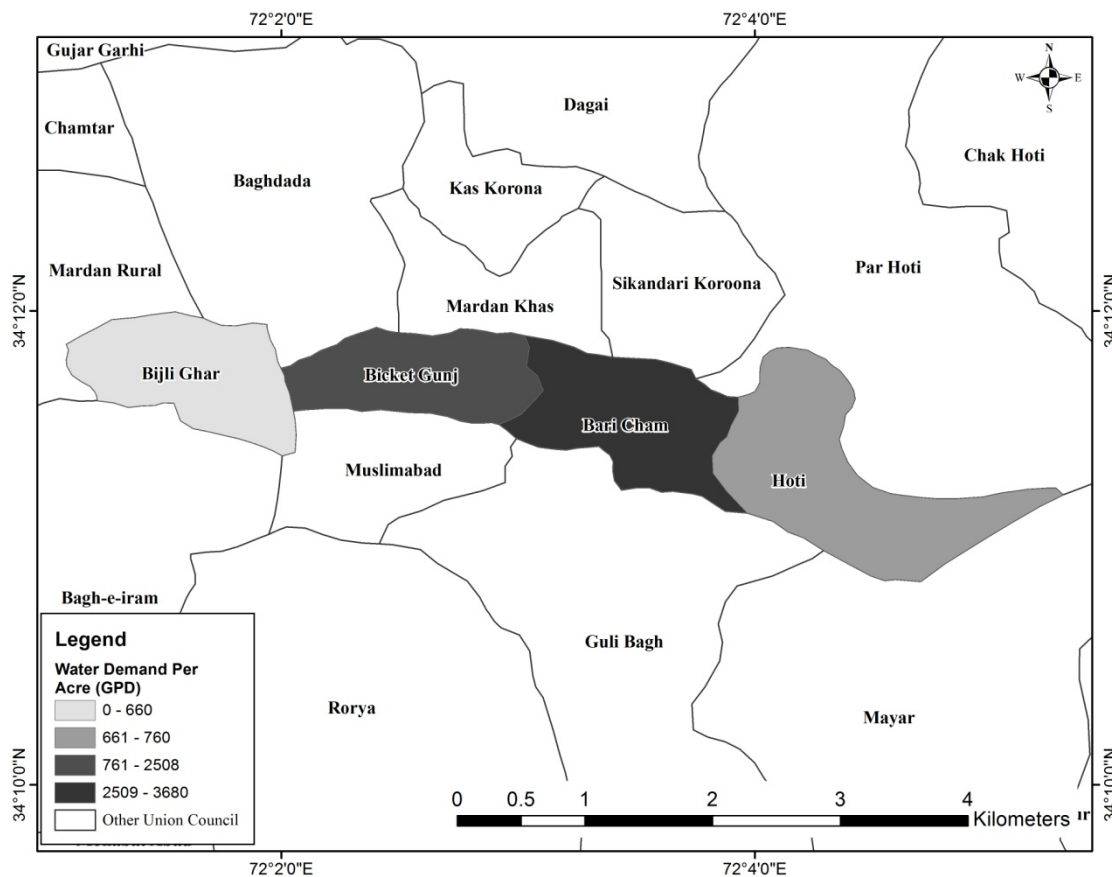 72°2'0"E
72°4'0"E
Gujar Garhi
N
W E
S
Dagai
Chamtar
Chak Hoti
Baghdada
Kas Korona
Mardan Rural
Par Hoti
Sikandari Koroona
34°12'0"N
Mardan Khas
34°12'0"N
Bijli Ghar
Bicket Gunj
Bari Cham
Muslimabad
Hoti
Bagh-e-iram
Guli Bagh
Rorya
Mayar
Legend
Water Demand Per
Acre (GPD)
0 - 660
661 - 760
761 - 2508
2509 - 3680
Other Union Council
34°10'0"N
34°10'0"N
0 0.5 1 2 3 4
Kilometers
72°2'0"E
72°4'0"E